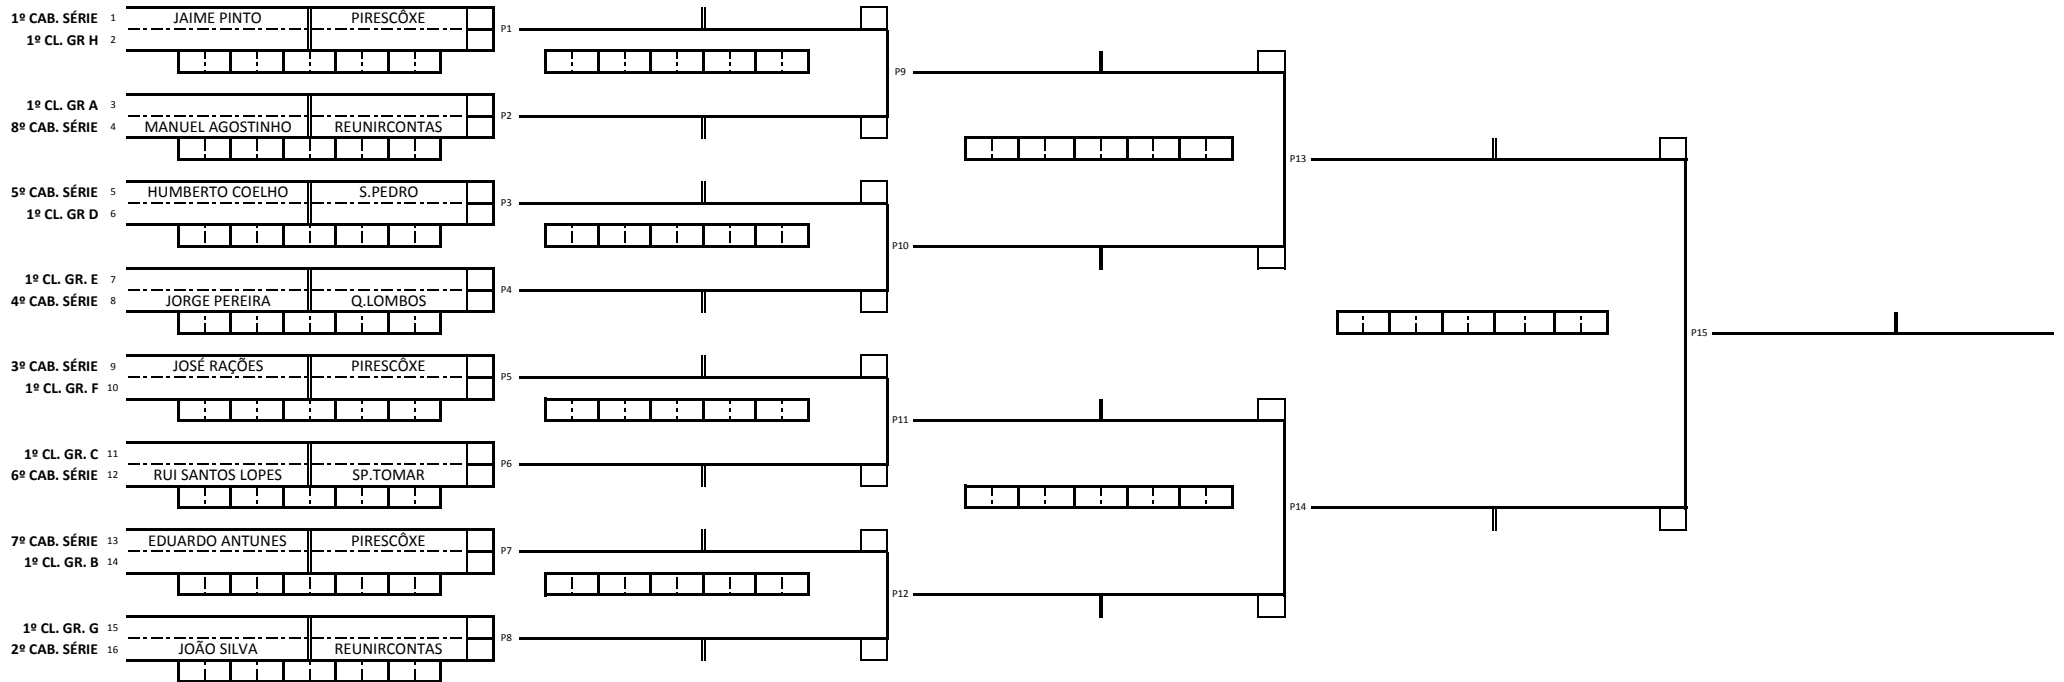 1º CAB. SÉRIE 1 JAIME PINTO PIRESCÔXE
P1
1º CL. GR H 2
P9
1º CL. GR A 3
P2
8º CAB. SÉRIE 4 MANUEL AGOSTINHO REUNIRCONTAS
P13
5º CAB. SÉRIE 5 HUMBERTO COELHO S.PEDRO
P3
1º CL. GR D 6
P10
1º CL. GR. E 7
P4
4º CAB. SÉRIE 8 JORGE PEREIRA Q.LOMBOS
P15
3º CAB. SÉRIE 9 JOSÉ RAÇÕES PIRESCÔXE
P5
1º CL. GR. F 10
P11
1º CL. GR. C 11
P6
6º CAB. SÉRIE 12 RUI SANTOS LOPES SP.TOMAR
P14
7º CAB. SÉRIE 13 EDUARDO ANTUNES PIRESCÔXE
P7
1º CL. GR. B 14
P12
1º CL. GR. G 15
P8
2º CAB. SÉRIE 16 JOÃO SILVA REUNIRCONTAS